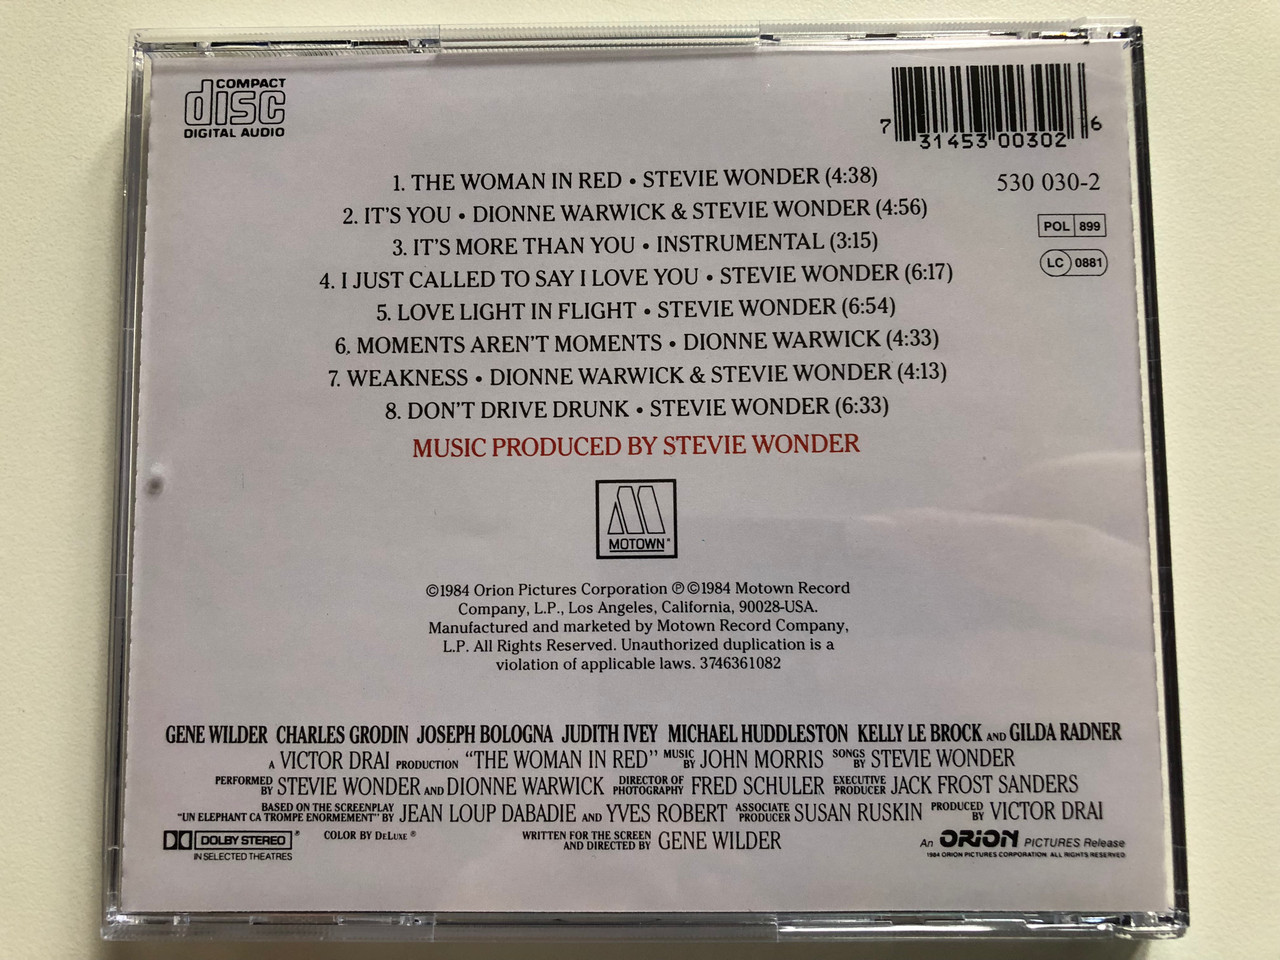 COMPACT
disc
DIGITAL AUDIO
7 31453 00302 6
530 030-2
POL 899
LC 0881
1. THE WOMAN IN RED • STEVIE WONDER (4:38)
2. IT'S YOU • DIONNE WARWICK & STEVIE WONDER (4:56)
3. IT'S MORE THAN YOU • INSTRUMENTAL (3:15)
4. I JUST CALLED TO SAY I LOVE YOU • STEVIE WONDER (6:17)
5. LOVE LIGHT IN FLIGHT • STEVIE WONDER (6:54)
6. MOMENTS AREN'T MOMENTS • DIONNE WARWICK (4:33)
7. WEAKNESS • DIONNE WARWICK & STEVIE WONDER (4:13)
8. DON'T DRIVE DRUNK • STEVIE WONDER (6:33)
MUSIC PRODUCED BY STEVIE WONDER
MOTOWN
©1984 Orion Pictures Corporation ℗©1984 Motown Record
Company, L.P., Los Angeles, California, 90028-USA.
Manufactured and marketed by Motown Record Company,
L.P. All Rights Reserved. Unauthorized duplication is a
violation of applicable laws. 3746361082
GENE WILDER CHARLES GRODIN JOSEPH BOLOGNA JUDITH IVEY MICHAEL HUDDLESTON KELLY LE BROCK AND GILDA RADNER
A VICTOR DRAI PRODUCTION "THE WOMAN IN RED" MUSIC BY JOHN MORRIS SONGS BY STEVIE WONDER
PERFORMED BY STEVIE WONDER AND DIONNE WARWICK DIRECTOR OF PHOTOGRAPHY FRED SCHULER EXECUTIVE PRODUCER JACK FROST SANDERS
BASED ON THE SCREENPLAY "UN ELEPHANT CA TROMPE ENORMEMENT" BY JEAN LOUP DABADIE AND YVES ROBERT ASSOCIATE PRODUCER SUSAN RUSKIN PRODUCED BY VICTOR DRAI
DOLBY STEREO ®
IN SELECTED THEATRES
COLOR BY DELUXE ®
WRITTEN FOR THE SCREEN AND DIRECTED BY GENE WILDER
An ORION PICTURES Release
1984 ORION PICTURES CORPORATION ALL RIGHTS RESERVED